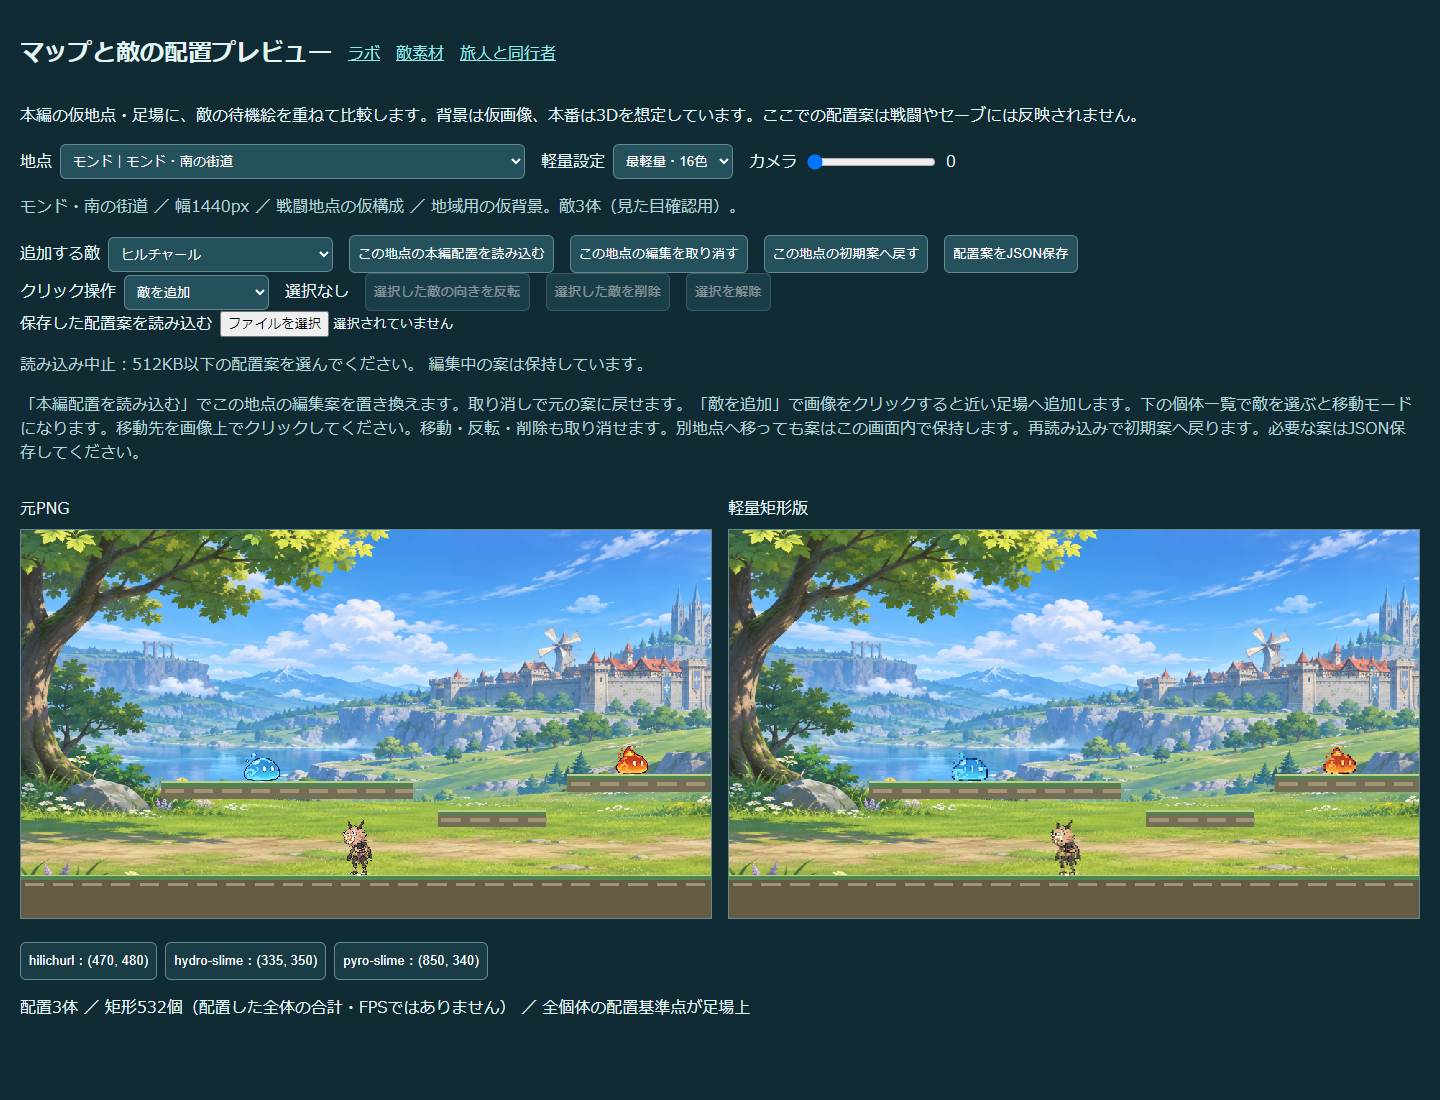 マップと敵の配置プレビュー ラボ 敵素材 旅人と同行者
本編の仮地点・足場に、敵の待機絵を重ねて比較します。背景は仮画像、本番は3Dを想定しています。ここでの配置案は戦闘やセーブには反映されません。
地点 モンド｜モンド・南の街道 軽量設定 最軽量・16色 カメラ 0
モンド・南の街道 ／ 幅1440px ／ 戦闘地点の仮構成 ／ 地域用の仮背景。敵3体（見た目確認用）。
追加する敵 ヒルチャール この地点の本編配置を読み込む この地点の編集を取り消す この地点の初期案へ戻す 配置案をJSON保存
クリック操作 敵を追加 選択なし 選択した敵の向きを反転 選択した敵を削除 選択を解除
保存した配置案を読み込む ファイルを選択 選択されていません
読み込み中止：512KB以下の配置案を選んでください。 編集中の案は保持しています。
「本編配置を読み込む」でこの地点の編集案を置き換えます。取り消しで元の案に戻せます。「敵を追加」で画像をクリックすると近い足場へ追加します。下の個体一覧で敵を選ぶと移動モード
になります。移動先を画像上でクリックしてください。移動・反転・削除も取り消せます。別地点へ移っても案はこの画面内で保持します。再読み込みで初期案へ戻ります。必要な案はJSON保
存してください。
元PNG 軽量矩形版
hilichurl：(470, 480) hydro-slime：(335, 350) pyro-slime：(850, 340)
配置3体 ／ 矩形532個（配置した全体の合計・FPSではありません） ／ 全個体の配置基準点が足場上